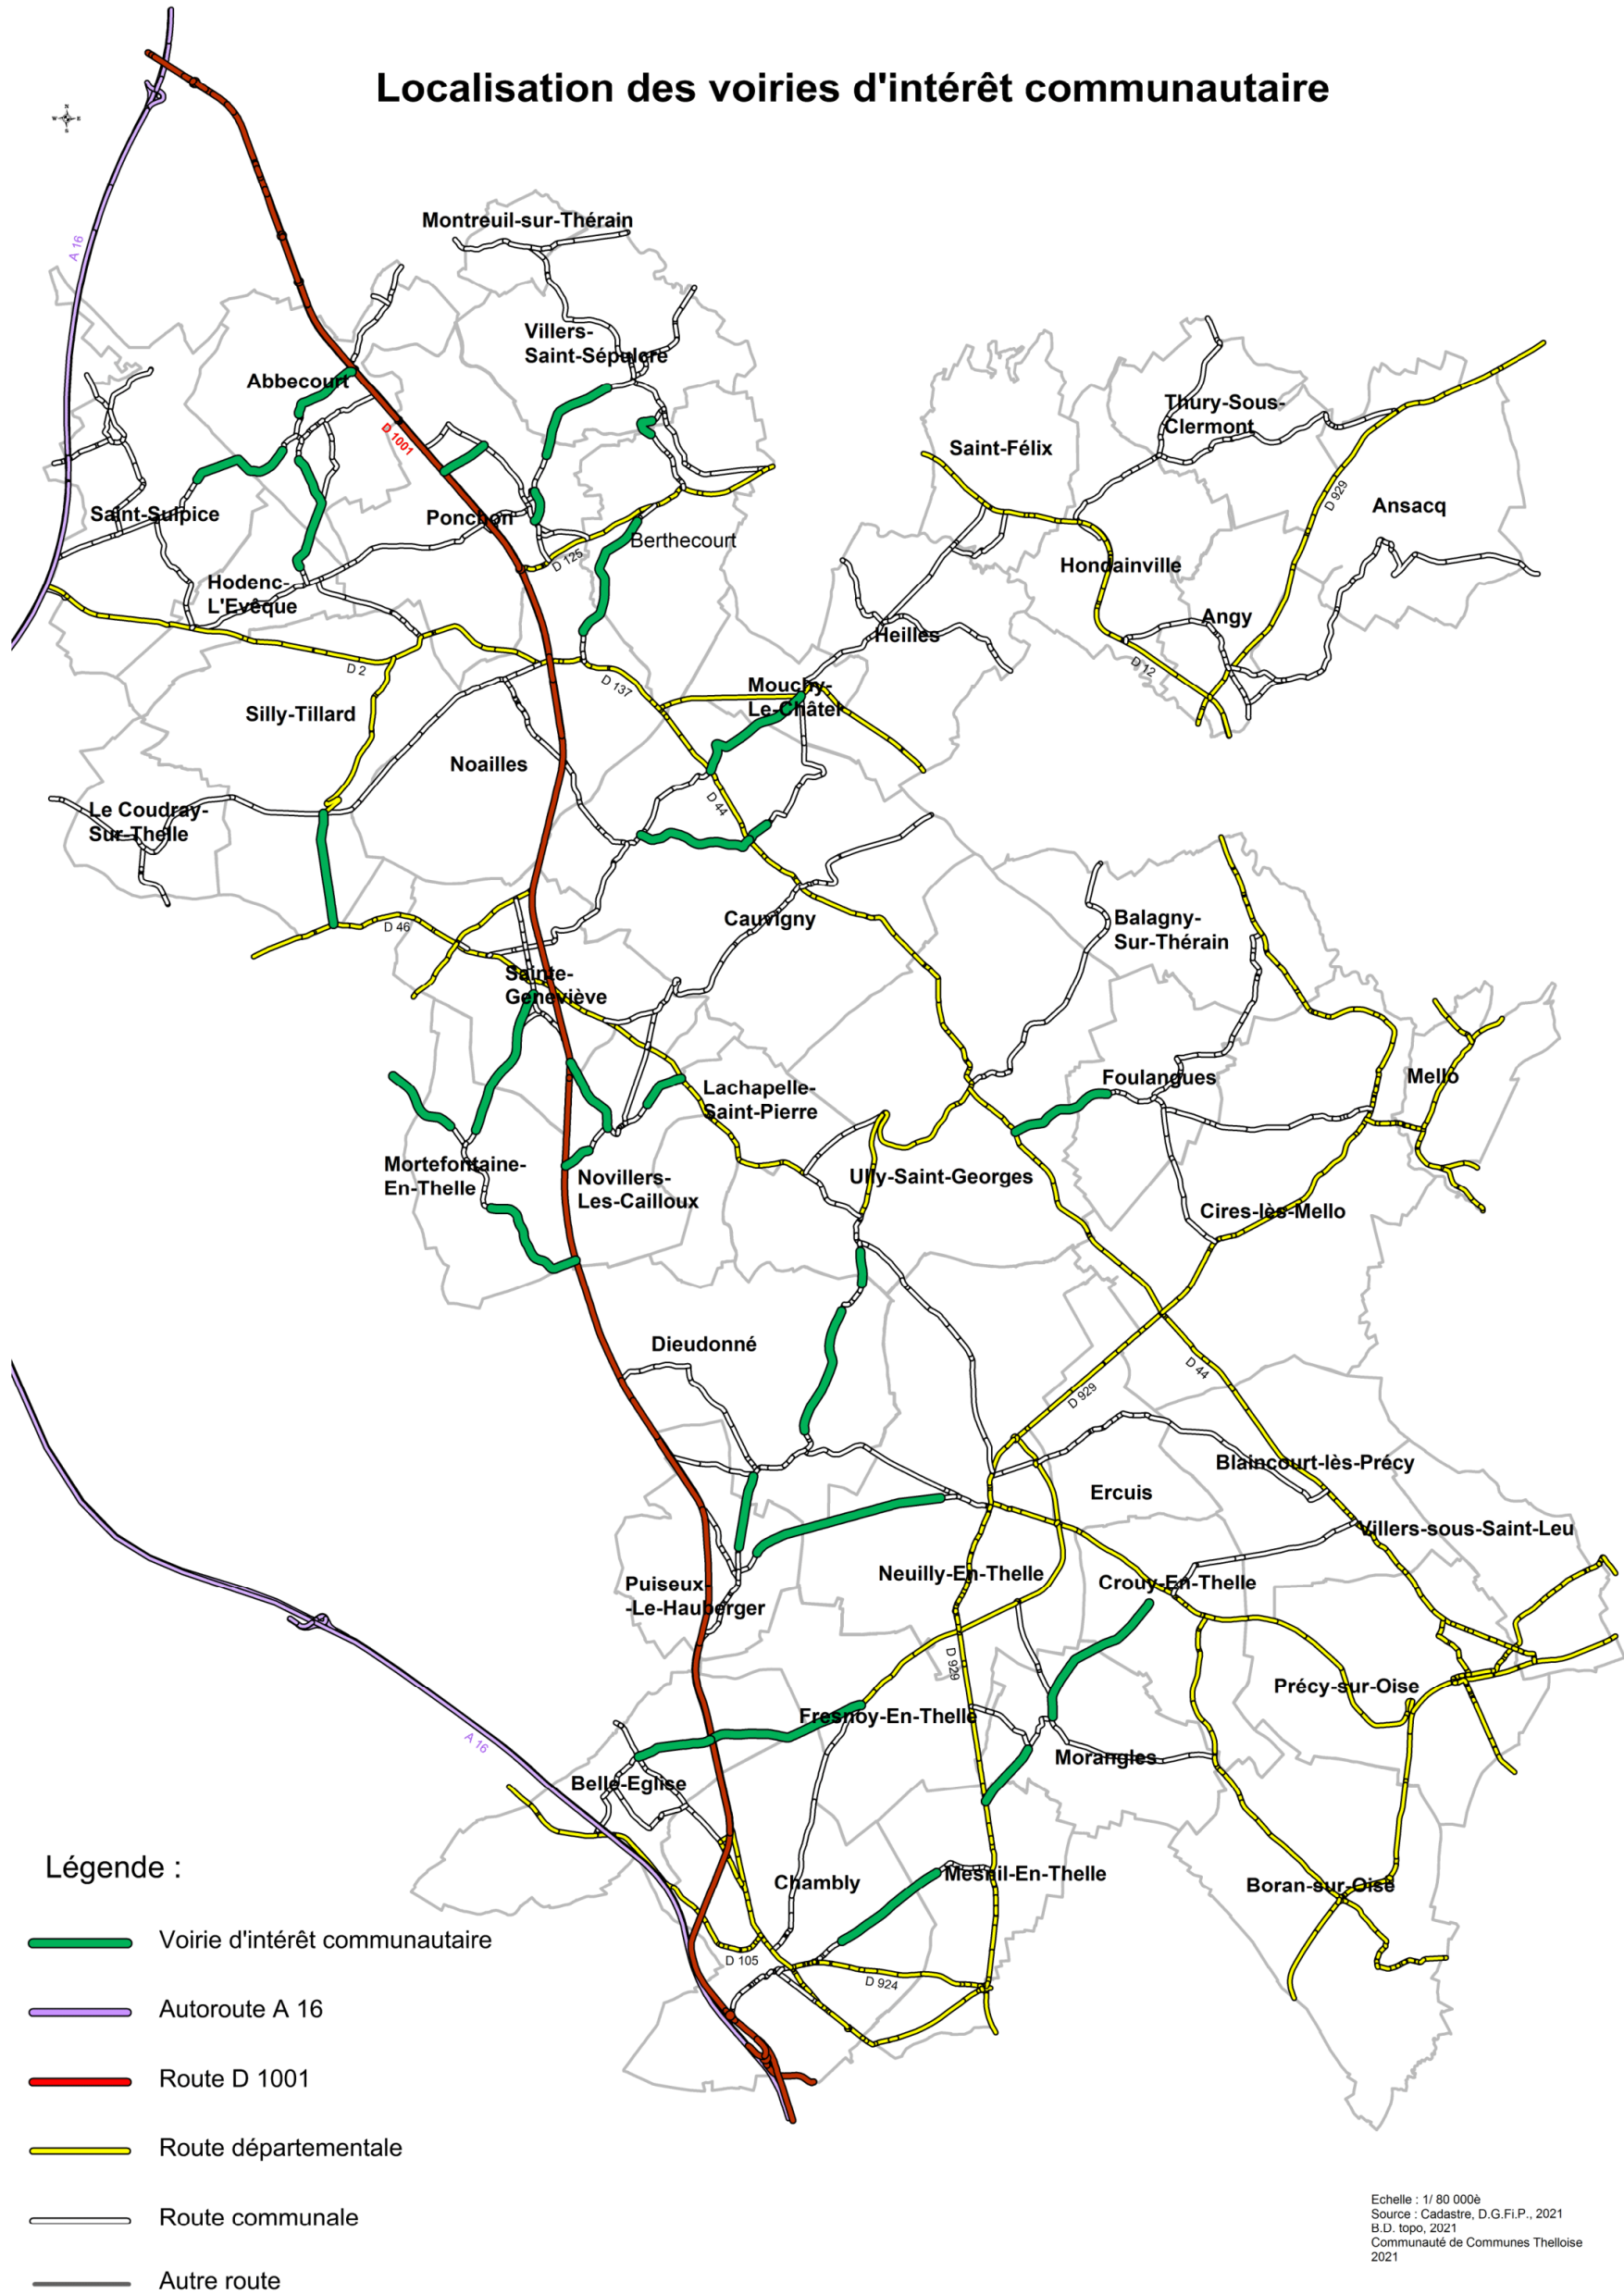 Localisation des voiries d'intérêt communautaire
N
W
E
S
A 16
Montreuil-sur-Thérain
Villers-
Saint-Sépulcre
Abbecourt
D 1001
Thury-Sous-
Clermont
Saint-Félix
D 929
Ansacq
Saint-Sulpice
Ponchon
Berthecourt
D 125
Hondainville
Hodenc-
L'Evêque
Angy
Heilles
D 2
D 137
D 12
Mouchy-
Le-Châtel
Silly-Tillard
Noailles
D 44
Le Coudray-
Sur-Thelle
Cauvigny
D 46
Balagny-
Sur-Thérain
Sainte-
Geneviève
Lachapelle-
Saint-Pierre
Foulangues
Mello
Mortefontaine-
En-Thelle
Novillers-
Les-Cailloux
Ully-Saint-Georges
Cires-lès-Mello
Dieudonné
D 44
D 929
Blaincourt-lès-Précy
Ercuis
Villers-sous-Saint-Leu
Neuilly-En-Thelle
Crouy-En-Thelle
Puiseux-
-Le-Hauberger
D 929
Précy-sur-Oise
Fresnoy-En-Thelle
A 16
Morangles
Belle-Eglise
Chambly
Mesnil-En-Thelle
Boran-sur-Oise
D 105
D 924
Légende :
Voirie d'intérêt communautaire
Autoroute A 16
Route D 1001
Route départementale
Route communale
Autre route
Echelle : 1/ 80 000è
Source : Cadastre, D.G.Fi.P., 2021
B.D. topo, 2021
Communauté de Communes Thelloise
2021